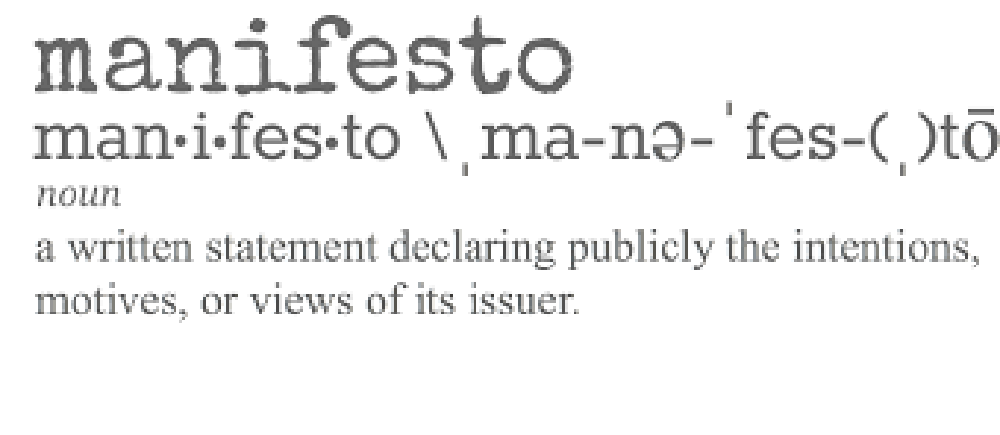 manifesto
man·i·fes·to \ˌma-nə-ˈfes-(ˌ)tō
noun
a written statement declaring publicly the intentions,
motives, or views of its issuer.